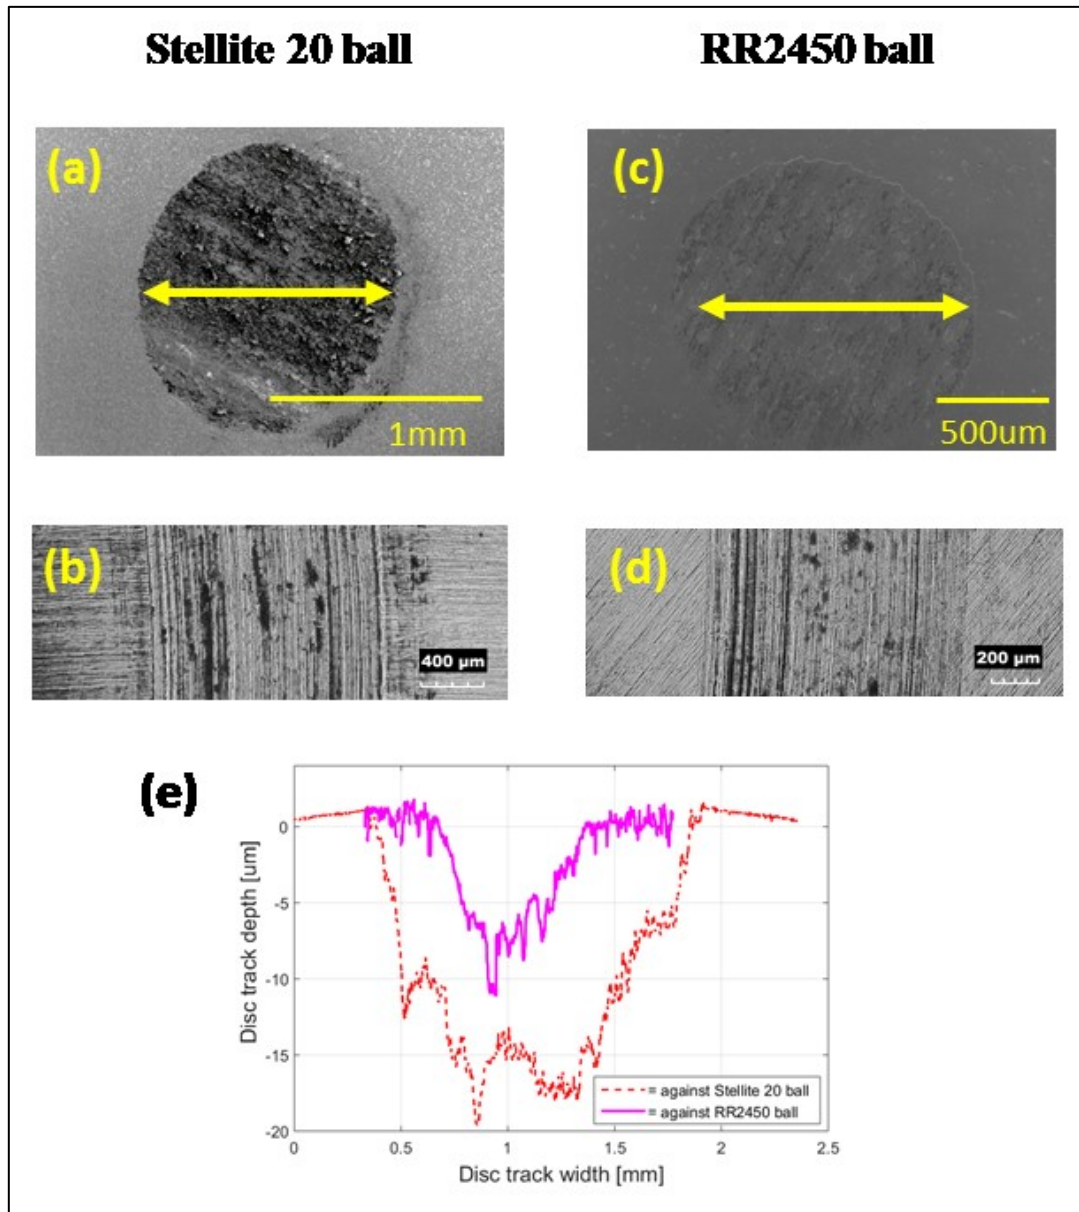 Stellite 20 ball
RR2450 ball
(a)
1mm
(c)
500um
(b)
400 µm
(d)
200 µm
(e)
Disc track depth [um]
0
-5
-10
-15
-20
0
0.5
1
1.5
2
2.5
Disc track width [mm]
= against Stellite 20 ball
= against RR2450 ball